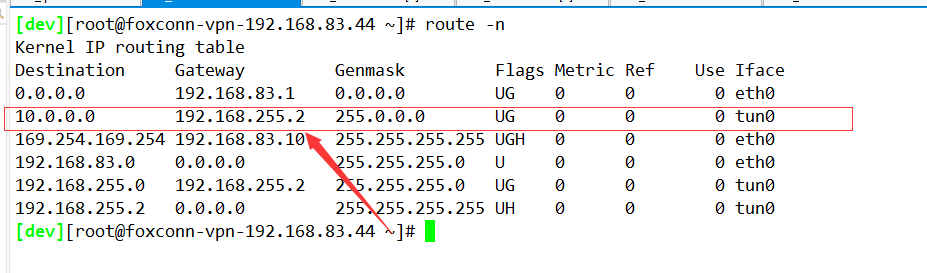 [dev][root@foxconn-vpn-192.168.83.44 ~]# route -n
Kernel IP routing table
Destination     Gateway         Genmask         Flags Metric Ref    Use Iface
0.0.0.0         192.168.83.1    0.0.0.0         UG    0      0        0 eth0
10.0.0.0        192.168.255.2   255.0.0.0       UG    0      0        0 tun0
169.254.169.254 192.168.83.10   255.255.255.255 UGH   0      0        0 eth0
192.168.83.0    0.0.0.0         255.255.255.0   U     0      0        0 eth0
192.168.255.0   192.168.255.2   255.255.255.0   UG    0      0        0 tun0
192.168.255.2   0.0.0.0         255.255.255.255 UH    0      0        0 tun0
[dev][root@foxconn-vpn-192.168.83.44 ~]#